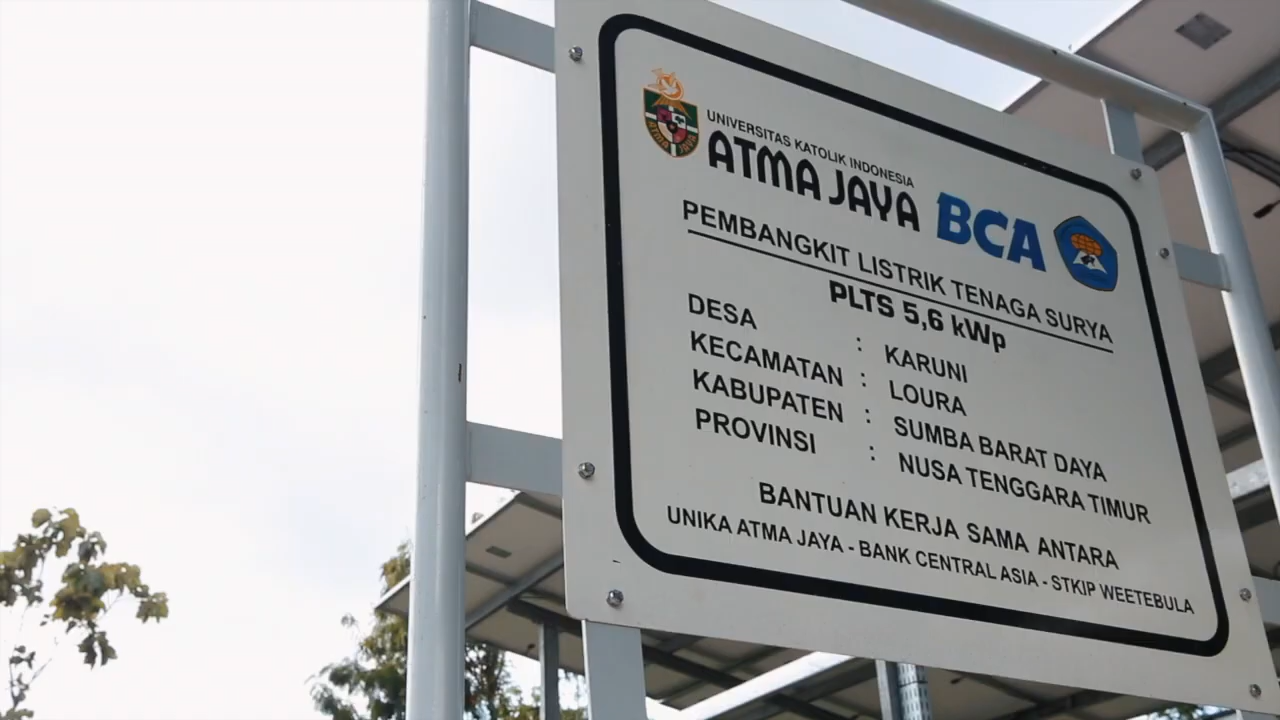 UNIVERSITAS KATOLIK INDONESIA
ATMA JAYA
BCA
ATMA JAYA
PEMBANGKIT LISTRIK TENAGA SURYA
PLTS 5,6 kWp
DESA : KARUNI
KECAMATAN : LOURA
KABUPATEN : SUMBA BARAT DAYA
PROVINSI : NUSA TENGGARA TIMUR
BANTUAN KERJA SAMA ANTARA
UNIKA ATMA JAYA - BANK CENTRAL ASIA - STKIP WEETEBULA